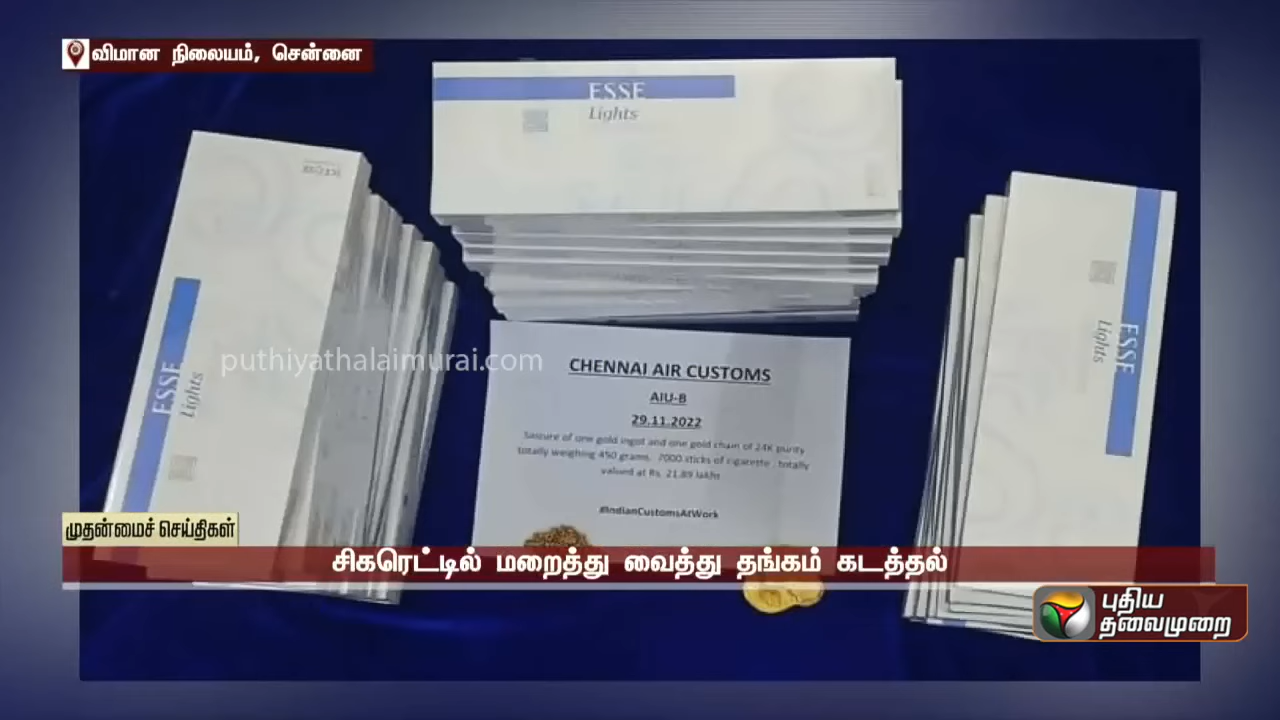 விமான நிலையம், சென்னை
ESSE
Lights
ESSE
Lights
ESSE
Lights
puthiyathalaimurai.com
CHENNAI AIR CUSTOMS
AIU-B
29.11.2022
Seizure of one gold ingot and one gold chain of 24K purity
totally weighing 450 grams. 7000 sticks of cigarette, totally
valued at Rs. 21.89 lakhs
#IndianCustomsAtWork
முதன்மைச் செய்திகள்
சிகரெட்டில் மறைத்து வைத்து தங்கம் கடத்தல்
புதிய
தலைமுறை